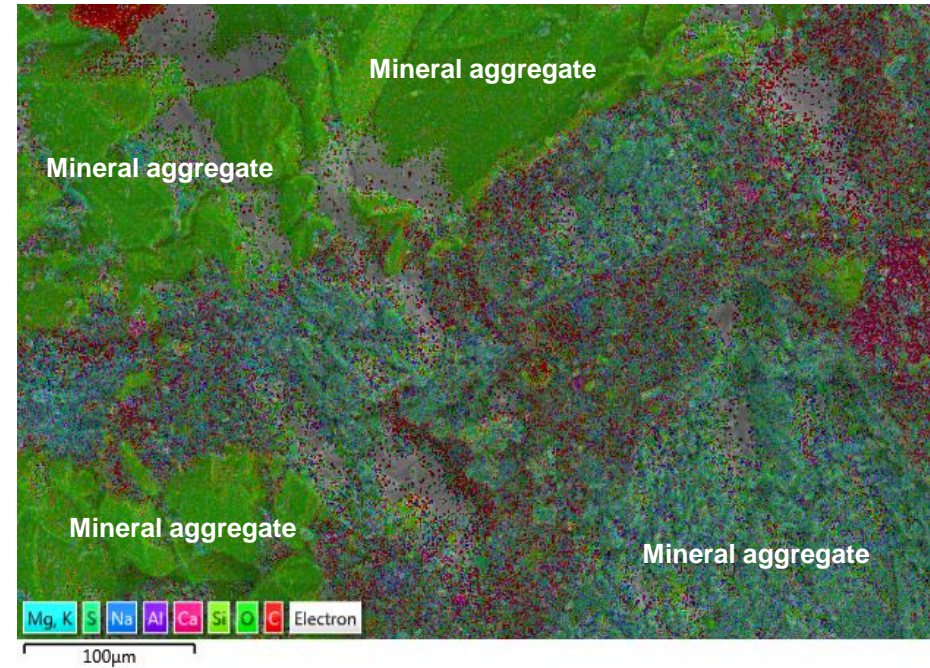 Mineral aggregate
Mineral aggregate
Mineral aggregate
Mineral aggregate
Mg, K S Na Al Ca Si O C Electron
100µm